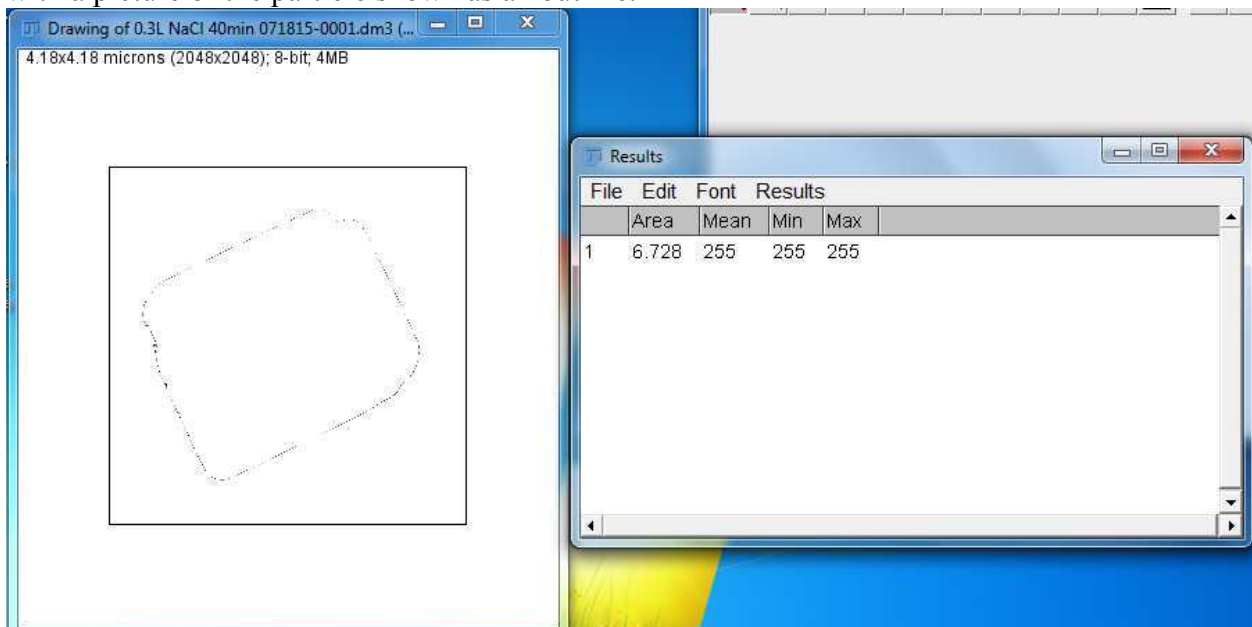 Drawing of 0.3L NaCl 40min 071815-0001.dm3 (...
4.18x4.18 microns (2048x2048); 8-bit; 4MB
Results
File Edit Font Results
Area Mean Min Max
1 6.728 255 255 255